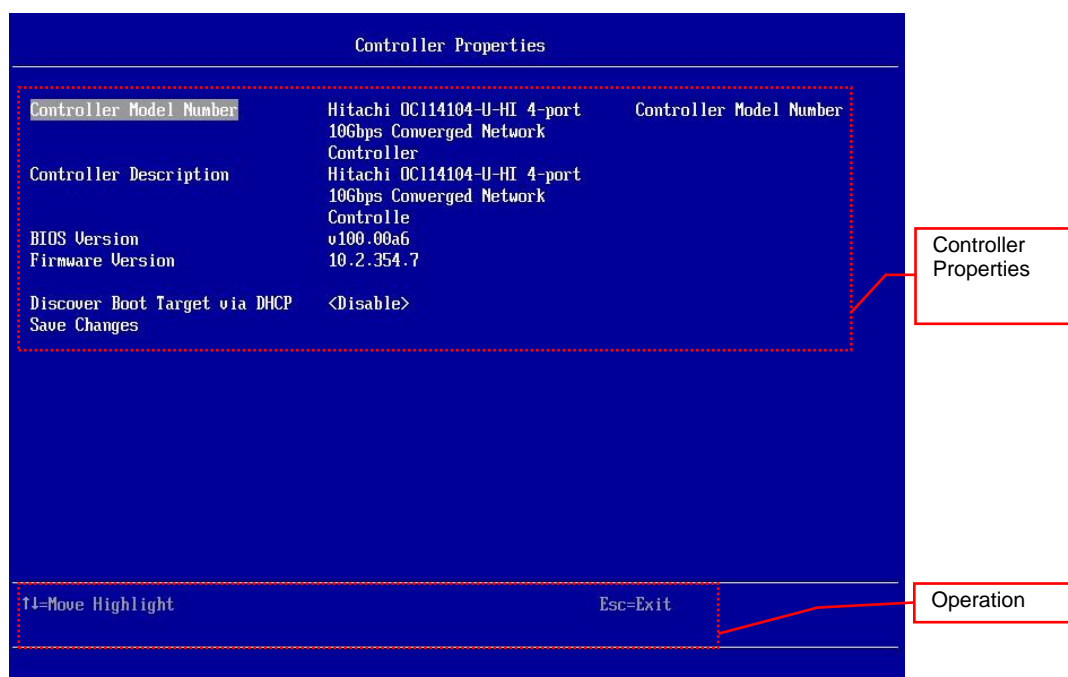 Controller Properties
Controller Model Number Hitachi OCl14104-U-HI 4-port Controller Model Number
10Gbps Converged Network
Controller
Controller Description Hitachi OCl14104-U-HI 4-port
10Gbps Converged Network
Controlle
BIOS Version v100.00a6
Firmware Version 10.2.354.7
Discover Boot Target via DHCP <Disable>
Save Changes
↑↓=Move Highlight Esc=Exit
Controller
Properties
Operation